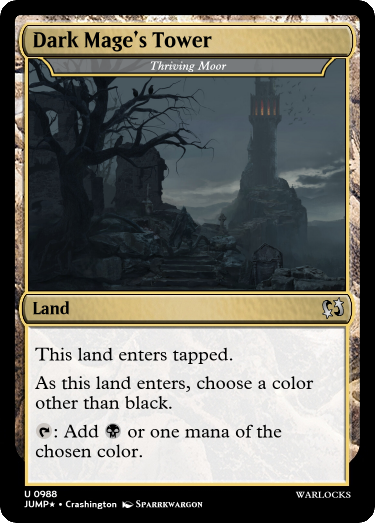 Dark Mage's Tower
Thriving Moor
Land
This land enters tapped.
As this land enters, choose a color
other than black.
: Add or one mana of the
chosen color.
U 0988
JUMP★ • Crashington Sparrkwargon
WARLOCKS